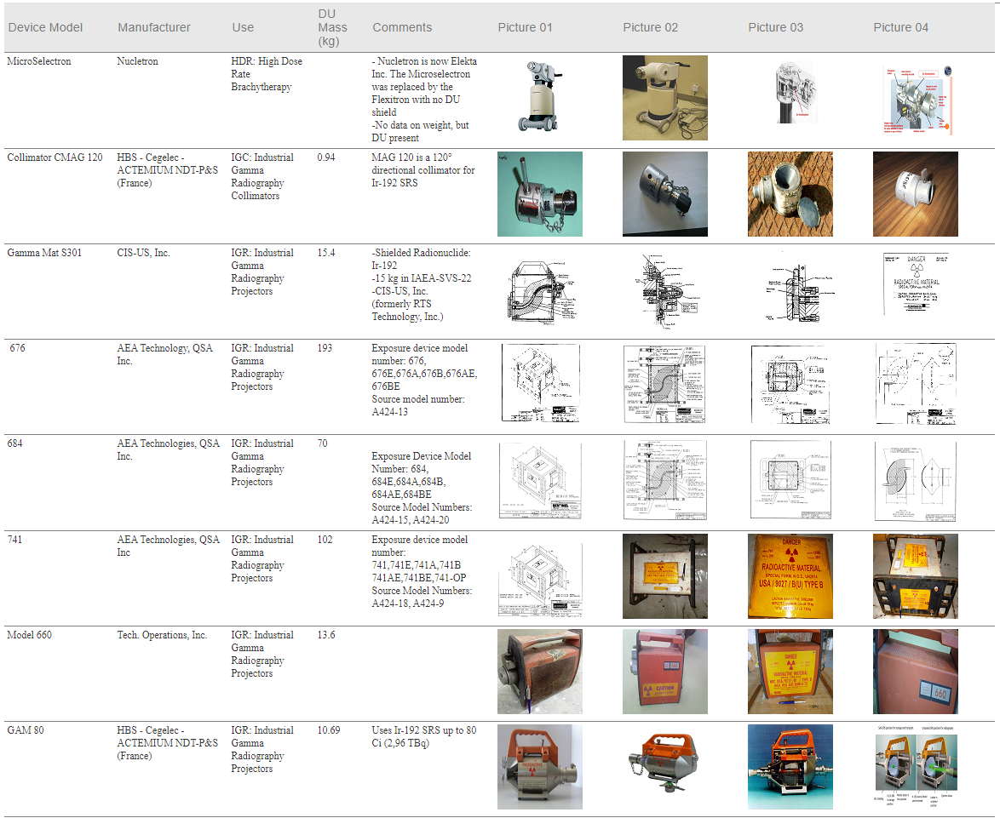 Device Model
Manufacturer
Use
DU
Mass
(kg)
Comments
Picture 01
Picture 02
Picture 03
Picture 04
MicroSelectron
Nucletron
HDR: High Dose
Rate
Brachytherapy
- Nucletron is now Elekta
Inc. The Microselectron
was replaced by the
Flexitron with no DU
shield
-No data on weight, but
DU present
Collimator CMAG 120
HBS - Cegelec -
ACTEMIUM NDT-P&S
(France)
IGC: Industrial
Gamma
Radiography
Collimators
0.94
MAG 120 is a 120°
directional collimator for
Ir-192 SRS
Gamma Mat S301
CIS-US, Inc.
IGR: Industrial
Gamma
Radiography
Projectors
15.4
-Shielded Radionuclide:
Ir-192
-15 kg in IAEA-SVS-22
-CIS-US, Inc.
(formerly RTS
Technology, Inc.)
DANGER
RADIOACTIVE MATERIAL
676
AEA Technology, QSA
Inc.
IGR: Industrial
Gamma
Radiography
Projectors
193
Exposure device model
number: 676,
676E,676A,676B,676AE,
676BE
Source model number:
A424-13
684
AEA Technologies, QSA
Inc.
IGR: Industrial
Gamma
Radiography
Projectors
70
Exposure Device Model
Number: 684,
684E,684A,684B,
684AE,684BE
Source Model Numbers:
A424-15, A424-20
741
AEA Technologies, QSA
Inc
IGR: Industrial
Gamma
Radiography
Projectors
102
Exposure device model
number:
741,741E,741A,741B
741AE,741BE,741-OP
Source Model Numbers:
A424-18, A424-9
DANGER
RADIOACTIVE MATERIAL
SPECIAL FORM, N.O.S., UN2974
USA / 9027 / B(U) TYPE B
Model 660
Tech. Operations, Inc.
IGR: Industrial
Gamma
Radiography
Projectors
13.6
CAUTION
DANGER
RADIOACTIVE MATERIAL
660
GAM 80
HBS - Cegelec -
ACTEMIUM NDT-P&S
(France)
IGR: Industrial
Gamma
Radiography
Projectors
10.69
Uses Ir-192 SRS up to 80
Ci (2,96 TBq)
RADIOACTIVE